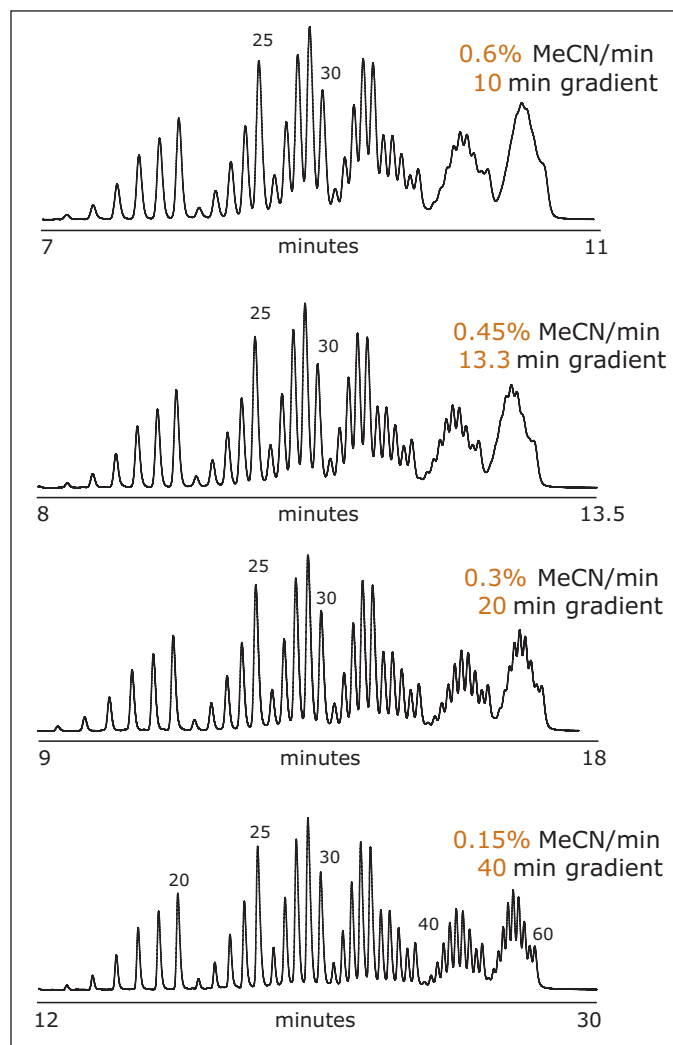 25
30
0.6% MeCN/min
10 min gradient
7
minutes
11
25
30
0.45% MeCN/min
13.3 min gradient
8
minutes
13.5
25
30
0.3% MeCN/min
20 min gradient
9
minutes
18
20
25
30
40
60
0.15% MeCN/min
40 min gradient
12
minutes
30